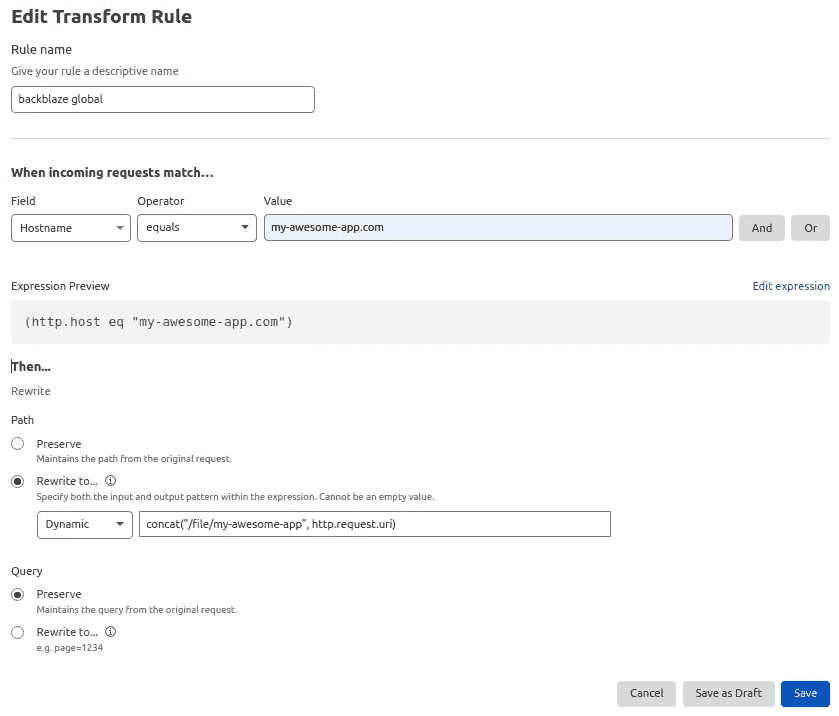 Edit Transform Rule
Rule name
Give your rule a descriptive name
backblaze global
When incoming requests match...
Field Operator Value
Hostname equals my-awesome-app.com And Or
Expression Preview Edit expression
(http.host eq "my-awesome-app.com")
Then...
Rewrite
Path
Preserve
Maintains the path from the original request.
Rewrite to...
Specify both the input and output pattern within the expression. Cannot be an empty value.
Dynamic concat("/file/my-awesome-app", http.request.uri)
Query
Preserve
Maintains the query from the original request.
Rewrite to...
e.g. page=1234
Cancel Save as Draft Save